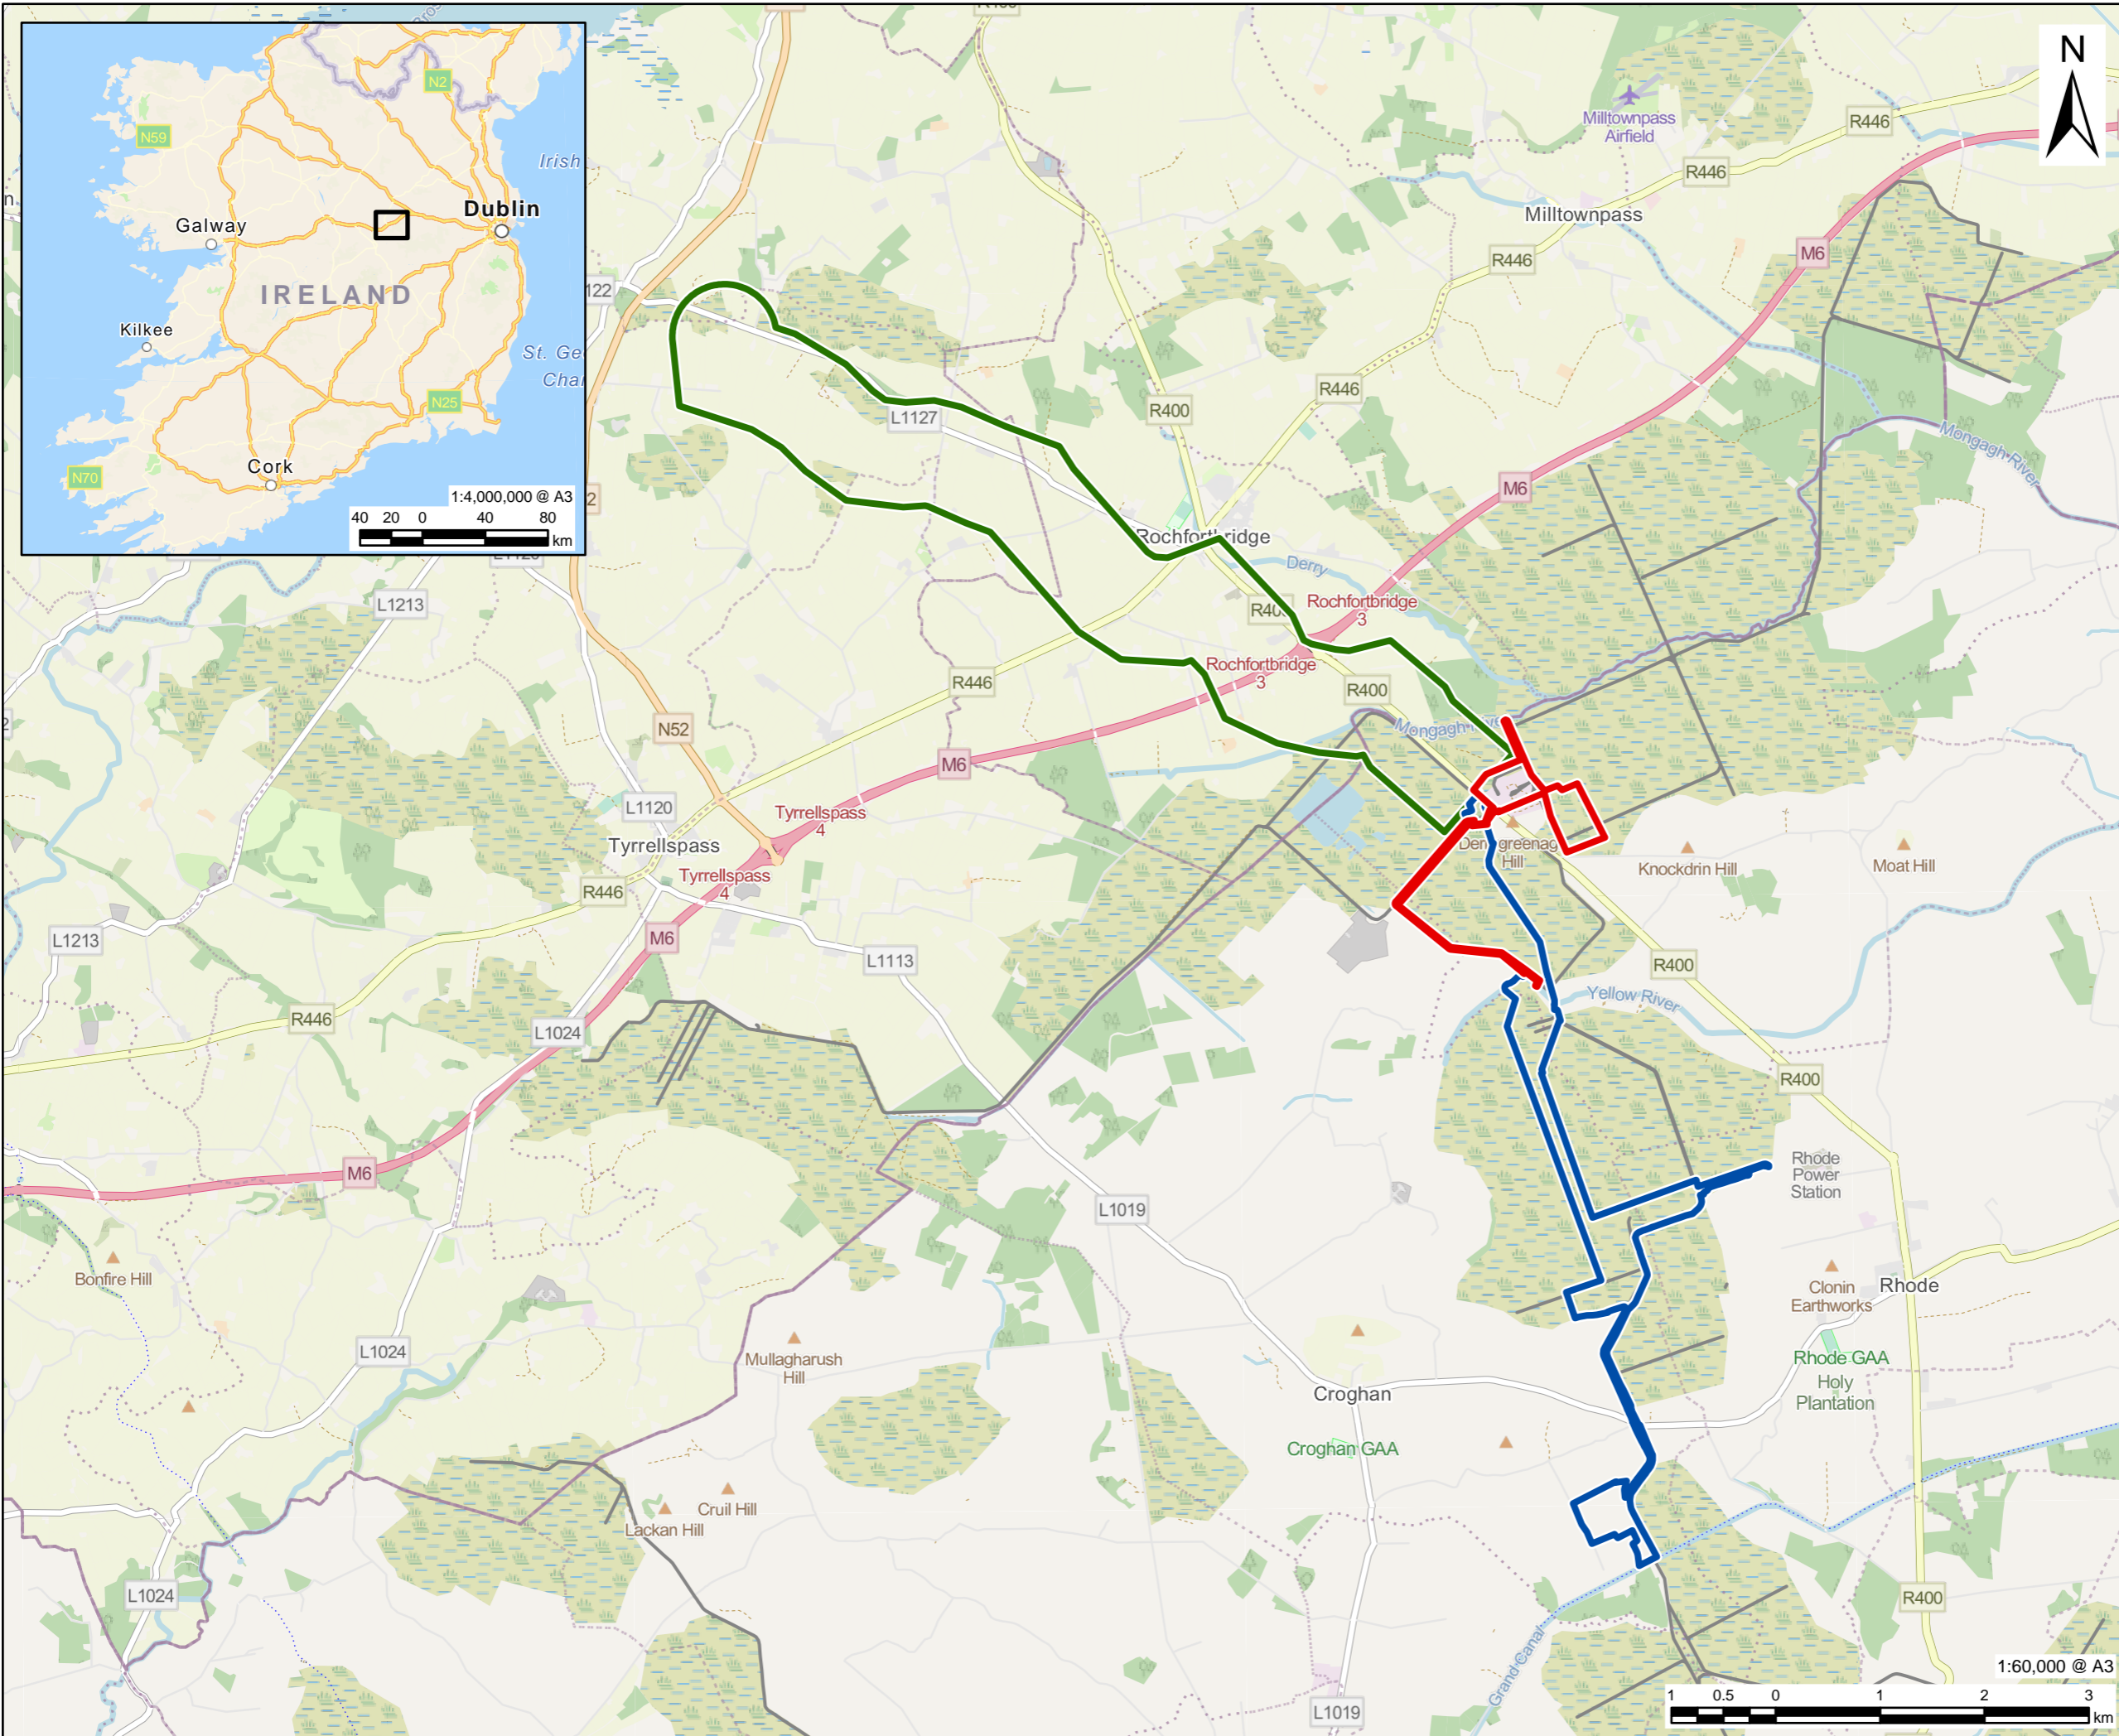 N2
N59
Irish
Dublin
Galway
IRELAND
Kilkee
St. Ge
Chan
N25
Cork
N70
1:4,000,000 @ A3
40 20 0 40 80
km
N
Milltownpass
Airfield
R446
R446
Milltownpass
M6
R446
122
R446
R400
L1127
Mongagh River
M6
Rochfortbridge
Derry
L1213
Rochfortbridge
3
Rochfortbridge
3
R446
R400
N52
Mongagh River
M6
L1120
Tyrrellspass
4
Tyrrellspass
Derrygreenagh
Hill
Knockdrin Hill
Moat Hill
Tyrrellspass
4
R446
L1213
M6
L1113
R400
Yellow River
R446
L1024
R400
M6
Rhode
Power
Station
L1019
Bonfire Hill
Clonin
Earthworks
Rhode
L1024
Mullagharush
Hill
Rhode GAA
Holy
Plantation
Croghan
Croghan GAA
Cruil Hill
Lackan Hill
L1024
R400
Grand Canal
L1019
1:60,000 @ A3
1 0.5 0 1 2 3
km